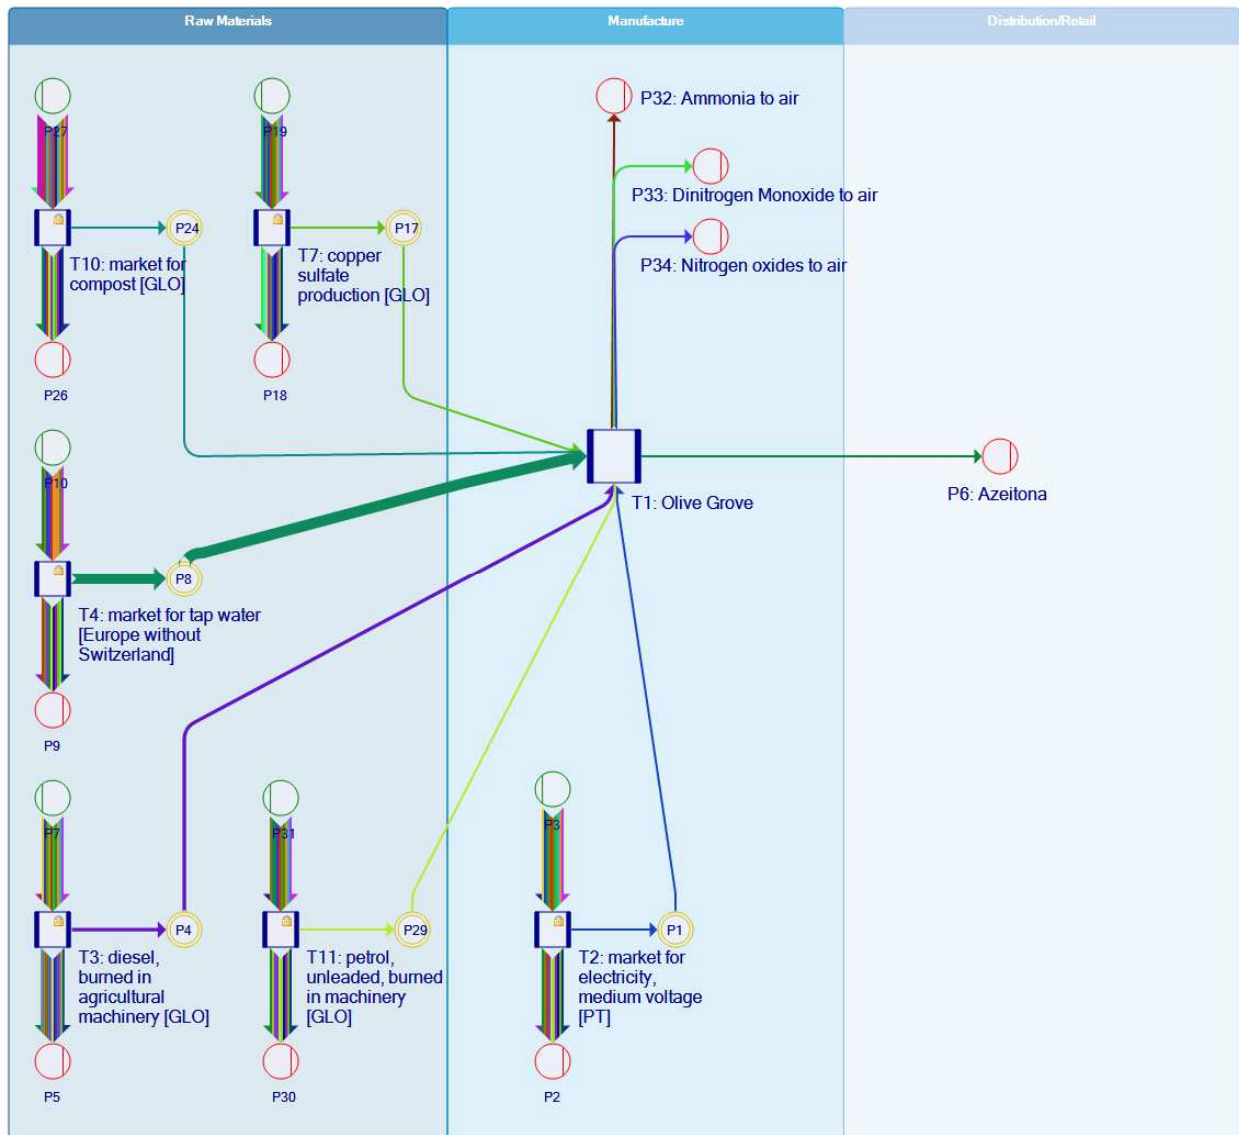 Raw Materials
Manufacture
Distribution/Retail
P27
P19
P32: Ammonia to air
P33: Dinitrogen Monoxide to air
P24
P17
T10: market for
compost [GLO]
T7: copper
sulfate
production [GLO]
P34: Nitrogen oxides to air
P26
P18
P10
T1: Olive Grove
P6: Azeitona
P8
T4: market for tap water
[Europe without
Switzerland]
P9
P7
P31
P3
P4
P29
P1
T3: diesel,
burned in
agricultural
machinery [GLO]
T11: petrol,
unleaded, burned
in machinery
[GLO]
T2: market for
electricity,
medium voltage
[PT]
P5
P30
P2